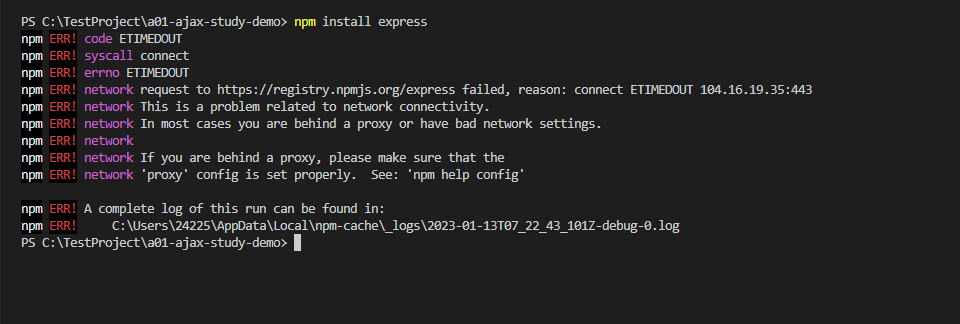 PS C:\TestProject\a01-ajax-study-demo> npm install express
npm ERR! code ETIMEDOUT
npm ERR! syscall connect
npm ERR! errno ETIMEDOUT
npm ERR! network request to https://registry.npmjs.org/express failed, reason: connect ETIMEDOUT 104.16.19.35:443
npm ERR! network This is a problem related to network connectivity.
npm ERR! network In most cases you are behind a proxy or have bad network settings.
npm ERR! network
npm ERR! network If you are behind a proxy, please make sure that the
npm ERR! network 'proxy' config is set properly.  See: 'npm help config'
npm ERR! A complete log of this run can be found in:
npm ERR!     C:\Users\24225\AppData\Local\npm-cache\_logs\2023-01-13T07_22_43_101Z-debug-0.log
PS C:\TestProject\a01-ajax-study-demo>